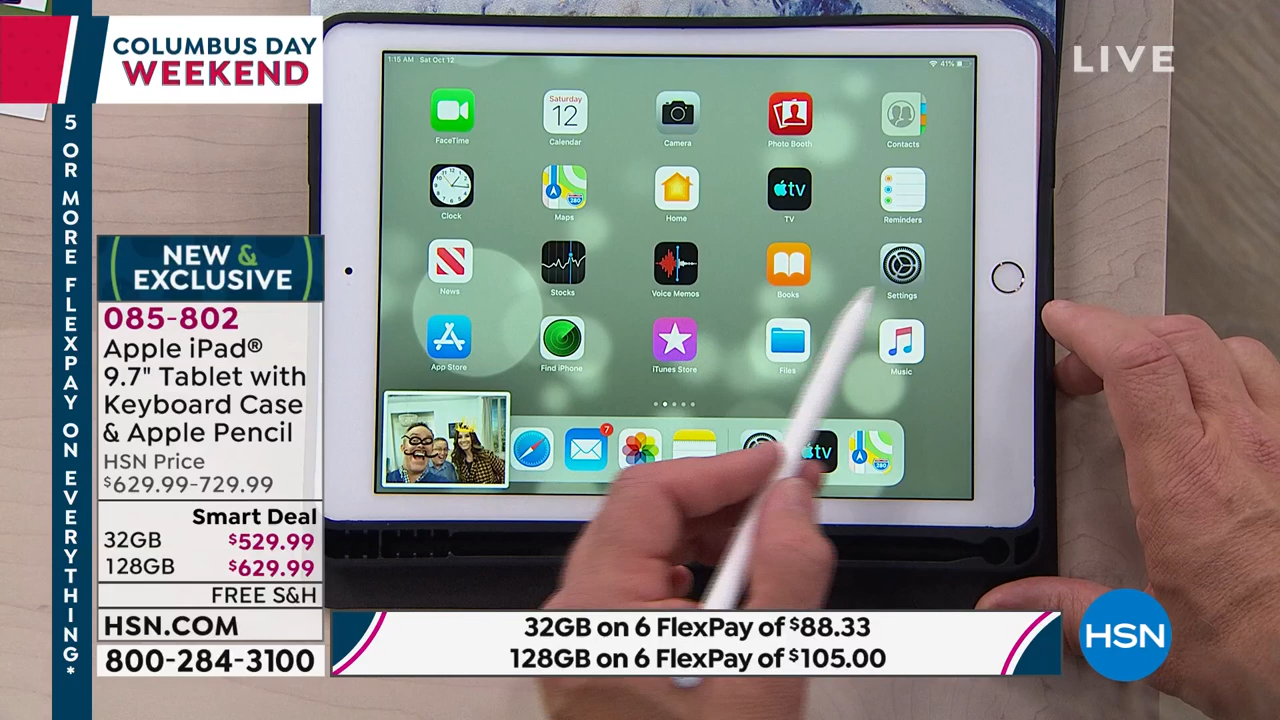 COLUMBUS DAY
WEEKEND
LIVE
5 OR MORE FLEXPAY ON EVERYTHING*
NEW &
EXCLUSIVE
085-802
Apple iPad®
9.7" Tablet with
Keyboard Case
& Apple Pencil
HSN Price
$629.99-729.99
Smart Deal
32GB $529.99
128GB $629.99
FREE S&H
HSN.COM
800-284-3100
1:15 AM Sat Oct 12
41%
Saturday
12
FaceTime
Calendar
Camera
Photo Booth
Contacts
tv
Clock
Maps
Home
TV
Reminders
280
News
Stocks
Voice Memos
Books
Settings
App Store
Find iPhone
iTunes Store
Files
Music
7
tv
280
32GB on 6 FlexPay of $88.33
128GB on 6 FlexPay of $105.00
HSN